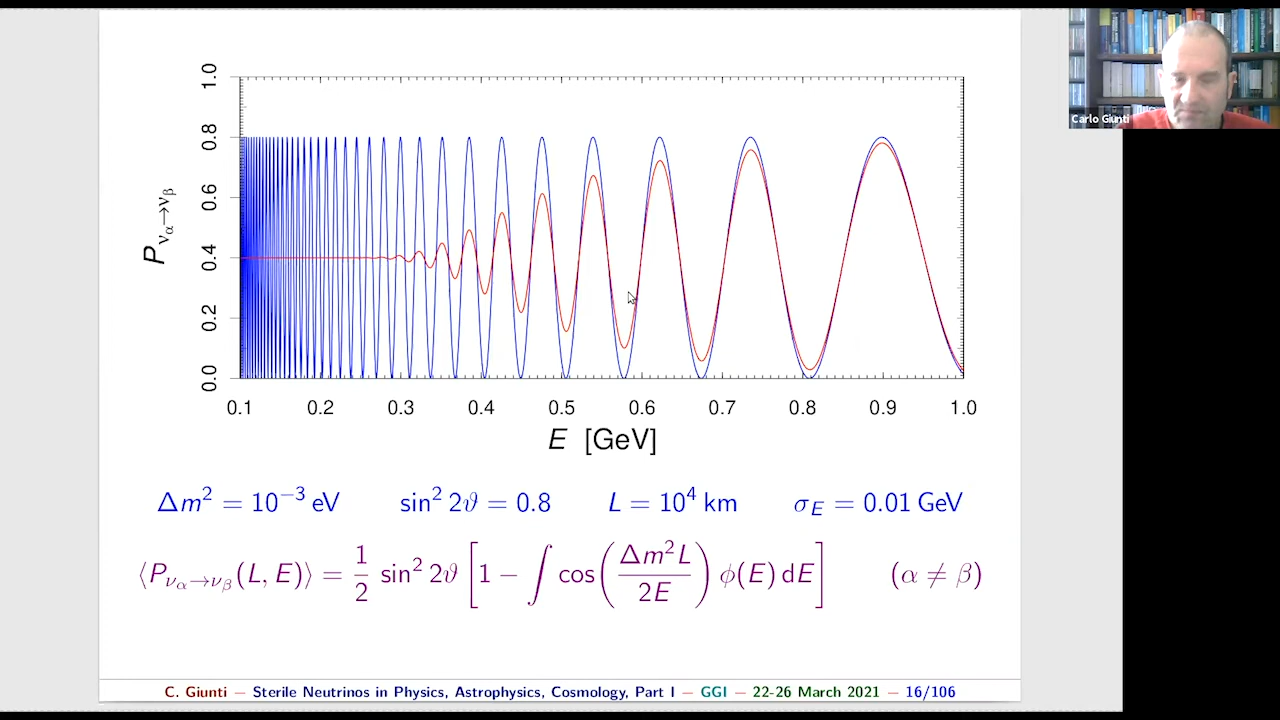 Carlo Giunti
1.0
0.8
0.6
0.4
0.2
0.0
P_{ν_α→ν_β}
0.1 0.2 0.3 0.4 0.5 0.6 0.7 0.8 0.9 1.0
E [GeV]
Δm² = 10⁻³ eV sin² 2ϑ = 0.8 L = 10⁴ km σ_E = 0.01 GeV
⟨P_{ν_α→ν_β}(L, E)⟩ = 1/2 sin² 2ϑ [1 − ∫ cos(Δm²L/2E) ϕ(E) dE] (α ≠ β)
C. Giunti − Sterile Neutrinos in Physics, Astrophysics, Cosmology, Part I − GGI − 22-26 March 2021 − 16/106